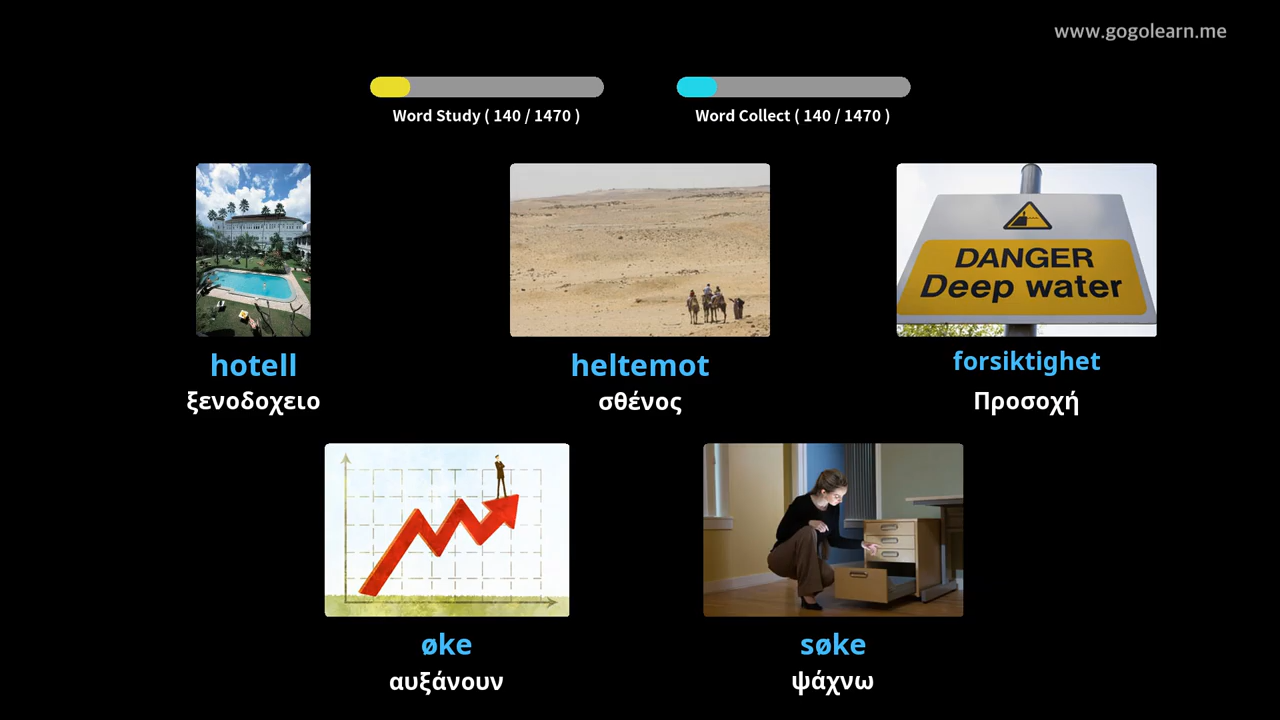 www.gogolearn.me
Word Study ( 140 / 1470 )
Word Collect ( 140 / 1470 )
DANGER
Deep water
hotell
heltemot
forsiktighet
ξενοδοχειο
σθένος
Προσοχή
øke
søke
αυξάνουν
ψάχνω